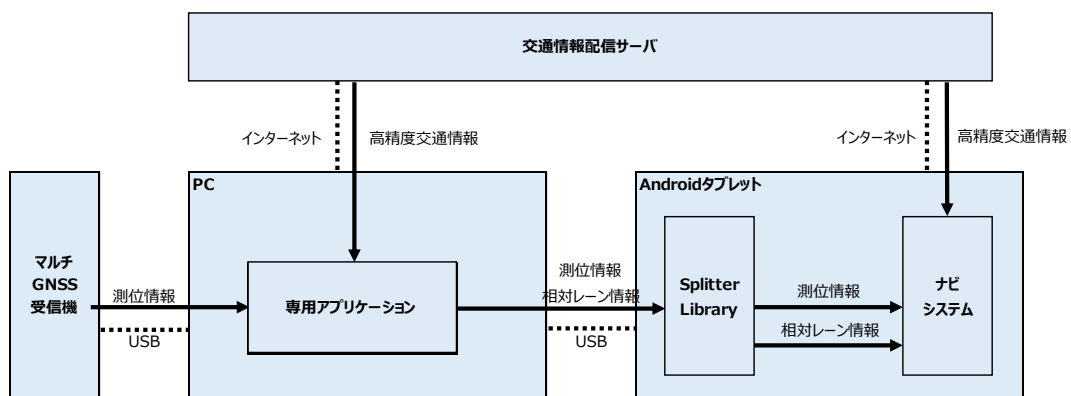 交通情報配信サーバ
インターネット
高精度交通情報
インターネット
高精度交通情報
PC
Androidタブレット
マルチ
GNSS
受信機
測位情報
USB
専用アプリケーション
測位情報
相対レーン情報
USB
Splitter
Library
測位情報
相対レーン情報
ナビ
システム